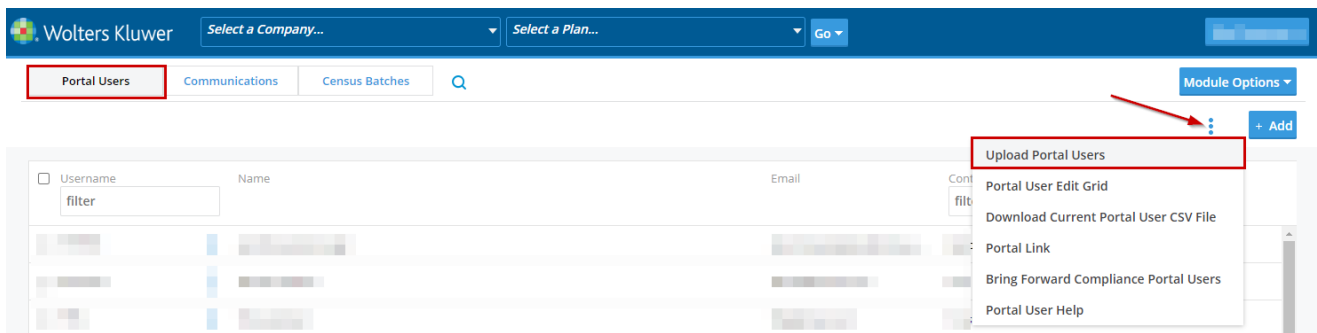 Wolters Kluwer Select a Company... Select a Plan... Go
Portal Users Communications Census Batches Module Options
+ Add
Upload Portal Users
Username Name Email Cont
filter filt
Portal User Edit Grid
Download Current Portal User CSV File
Portal Link
Bring Forward Compliance Portal Users
Portal User Help